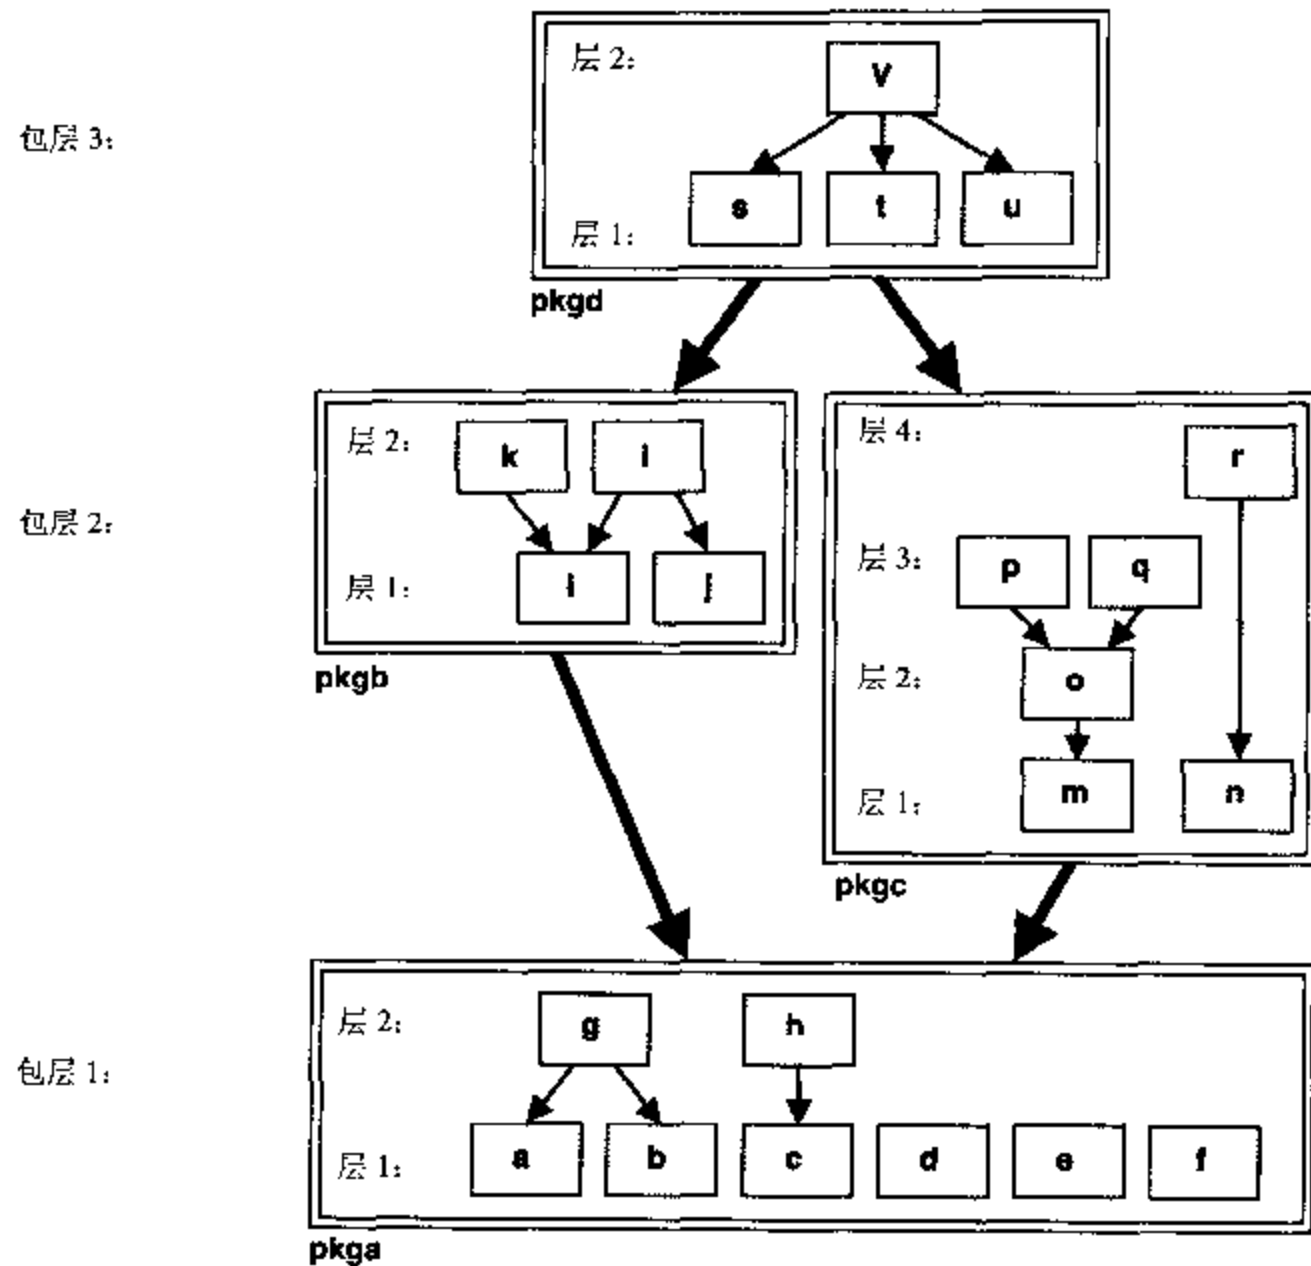 层 2:
V
包层 3:
s t u
层 1:
pkgd
层 2:
k l
层 4:
r
包层 2:
层 3:
p q
层 1:
i j
pkgb
层 2:
o
层 1:
m n
pkgc
层 2:
g h
包层 1:
层 1:
a b c d e f
pkga